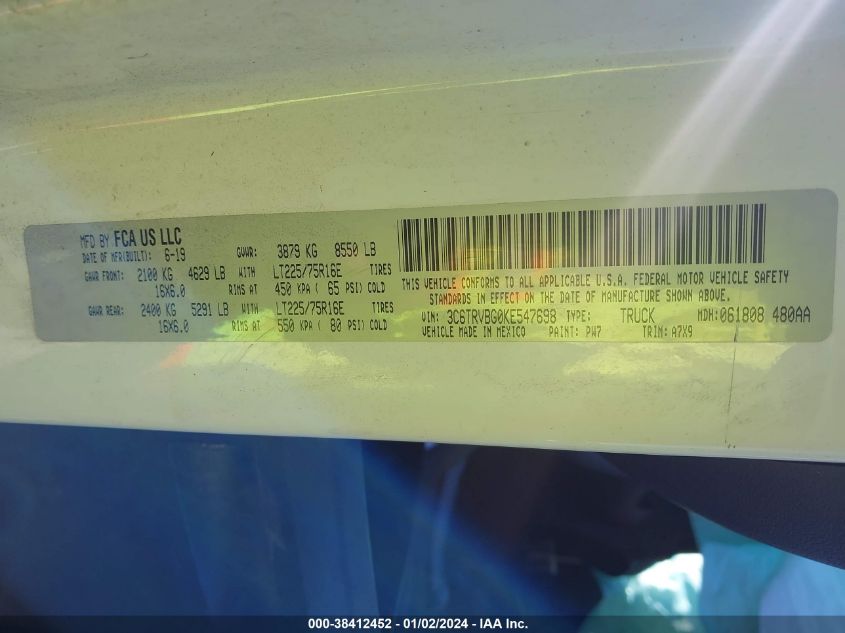 MFD BY FCA US LLC
DATE OF MFR(BUILT): 6-19 GVWR: 3879 KG 8550 LB
GAWR FRONT: 2100 KG 4629 LB WITH LT225/75R16E TIRES
16X6.0 RIMS AT 450 KPA ( 65 PSI) COLD
GAWR REAR: 2400 KG 5291 LB WITH LT225/75R16E TIRES
16X6.0 RIMS AT 550 KPA ( 80 PSI) COLD
THIS VEHICLE CONFORMS TO ALL APPLICABLE U.S.A. FEDERAL MOTOR VEHICLE SAFETY
STANDARDS IN EFFECT ON THE DATE OF MANUFACTURE SHOWN ABOVE.
VIN: 3C6TRVBG0KE547698 TYPE: TRUCK MDH:061808 480AA
VEHICLE MADE IN MEXICO PAINT: PW7 TRIM: A7X9
000-38412452 - 01/02/2024 - IAA Inc.